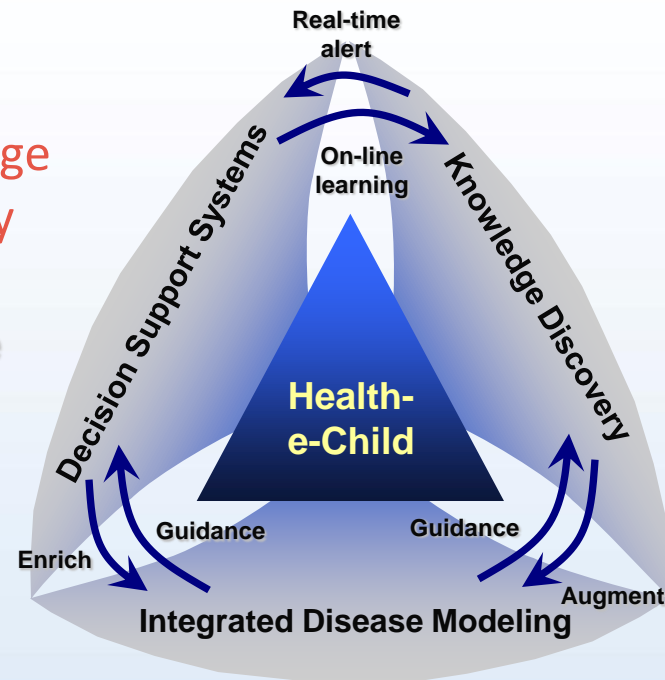 Real-time
alert
On-line
learning
Decision Support Systems
Knowledge Discovery
Health-
e-Child
Guidance
Guidance
Enrich
Augment
Integrated Disease Modeling